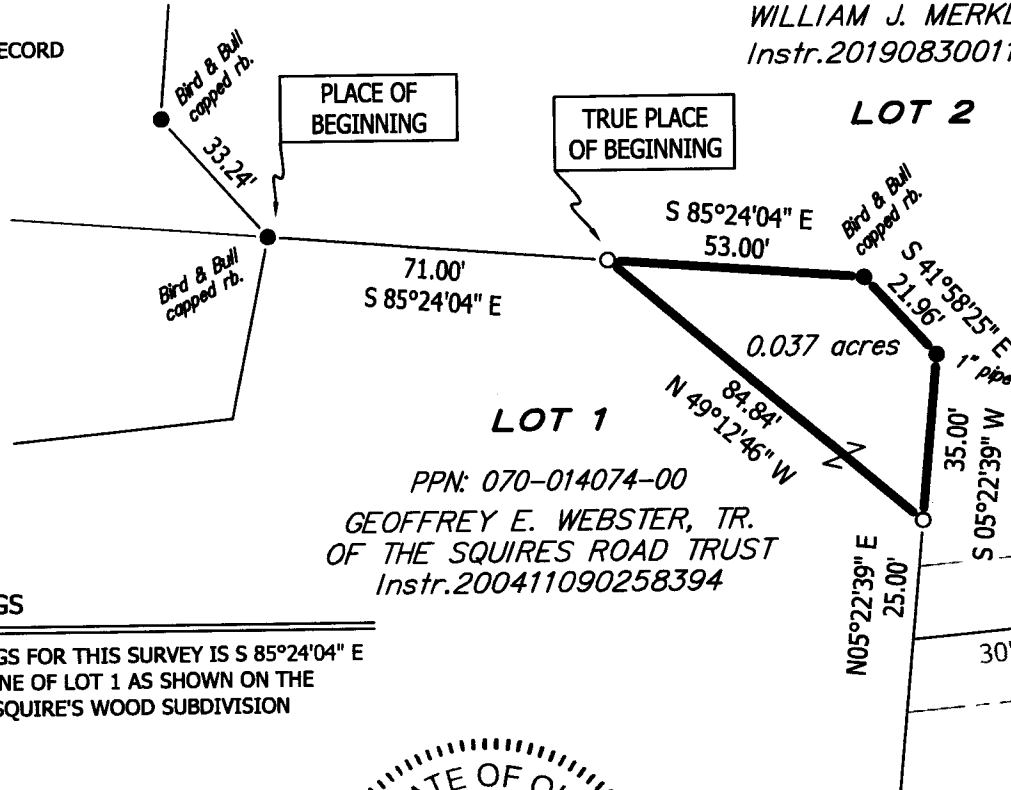 WILLIAM J. MERKL
Instr.2019083001
ECORD
Bird & Bull
capped rb.
PLACE OF
BEGINNING
TRUE PLACE
OF BEGINNING
LOT 2
33.24'
S 85°24'04" E
53.00'
Bird & Bull
capped rb.
S 41°58'25" E
21.96'
Bird & Bull
capped rb.
71.00'
S 85°24'04" E
0.037 acres
1" pipe
84.84'
N 49°12'46" W
LOT 1
35.00'
S 05°22'39" W
PPN: 070-014074-00
GEOFFREY E. WEBSTER, TR.
OF THE SQUIRES ROAD TRUST
Instr.200411090258394
N05°22'39" E
25.00'
GS
30'
GS FOR THIS SURVEY IS S 85°24'04" E
NE OF LOT 1 AS SHOWN ON THE
SQUIRE'S WOOD SUBDIVISION
ATE OF O